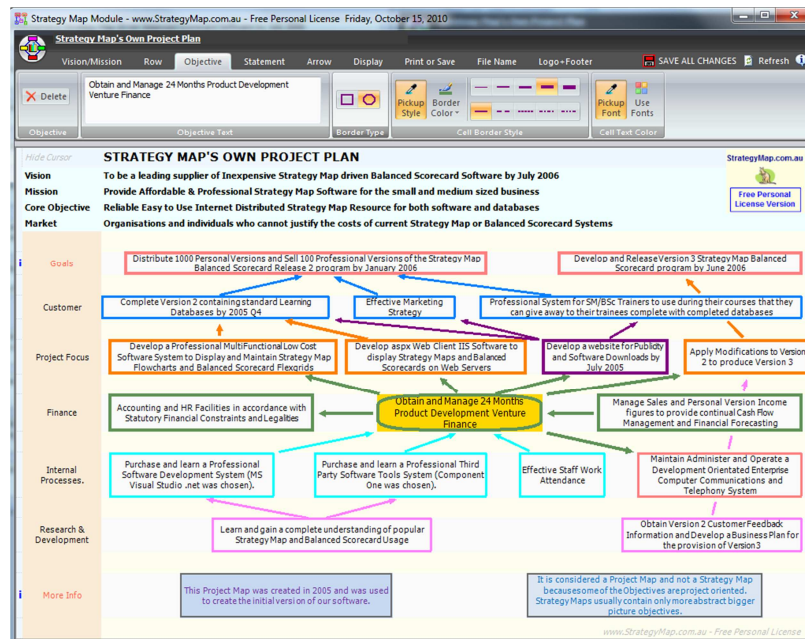 Strategy Map Module - www.StrategyMap.com.au - Free Personal License Friday, October 15, 2010
Strategy Map's Own Project Plan
Vision/Mission Row Objective Statement Arrow Display Print or Save File Name Logo+Footer SAVE ALL CHANGES Refresh
Delete
Obtain and Manage 24 Months Product Development
Venture Finance
Pickup Style
Border Color
Pickup Font
Use Fonts
Objective Objective Text Border Type Cell Border Style Cell Text Color
Hide Cursor STRATEGY MAP'S OWN PROJECT PLAN StrategyMap.com.au
Vision To be a leading supplier of Inexpensive Strategy Map driven Balanced Scorecard Software by July 2006
Mission Provide Affordable & Professional Strategy Map Software for the small and medium sized business
Core Objective Reliable Easy to Use Internet Distributed Strategy Map Resource for both software and databases
Market Organisations and individuals who cannot justify the costs of current Strategy Map or Balanced Scorecard Systems
Free Personal
License Version
Goals
Distribute 1000 Personal Versions and Sell 100 Professional Versions of the Strategy Map
Balanced Scorecard Release 2 program by January 2006
Develop and Release Version 3 Strategy Map Balanced
Scorecard program by June 2006
Customer
Complete Version 2 containing standard Learning
Databases by 2005 Q4
Effective Marketing
Strategy
Professional System for SM/BSc Trainers to use during their courses that they
can give away to their trainees complete with completed databases
Project Focus
Develop a Professional MultiFunctional Low Cost
Software System to Display and Maintain Strategy Map
Flowcharts and Balanced Scorecard Flexgrids
Develop aspx Web Client IIS Software to
display Strategy Maps and Balanced
Scorecards on Web Servers
Develop a website for Publicity
and Software Downloads by
July 2005
Apply Modifications to Version
2 to produce Version 3
Finance
Accounting and HR Facilities in accordance with
Statutory Financial Constraints and Legalities
Obtain and Manage 24 Months
Product Development Venture
Finance
Manage Sales and Personal Version Income
figures to provide continual Cash Flow
Management and Financial Forecasting
Internal
Processes.
Purchase and learn a Professional
Software Development System (MS
Visual Studio .net was chosen).
Purchase and learn a Professional Third
Party Software Tools System (Component
One was chosen).
Effective Staff Work
Attendance
Maintain Administer and Operate a
Development Orientated Enterprise
Computer Communications and
Telephony System
Research &
Development
Learn and gain a complete understanding of popular
Strategy Map and Balanced Scorecard Usage
Obtain Version 2 Customer Feedback
Information and Develop a Business Plan for
the provision of Version 3
More Info
This Project Map was created in 2005 and was used
to create the initial version of our software.
It is considered a Project Map and not a Strategy Map
because some of the Objectives are project oriented.
Strategy Maps usually contain only more abstract bigger
picture objectives.
www.StrategyMap.com.au - Free Personal License